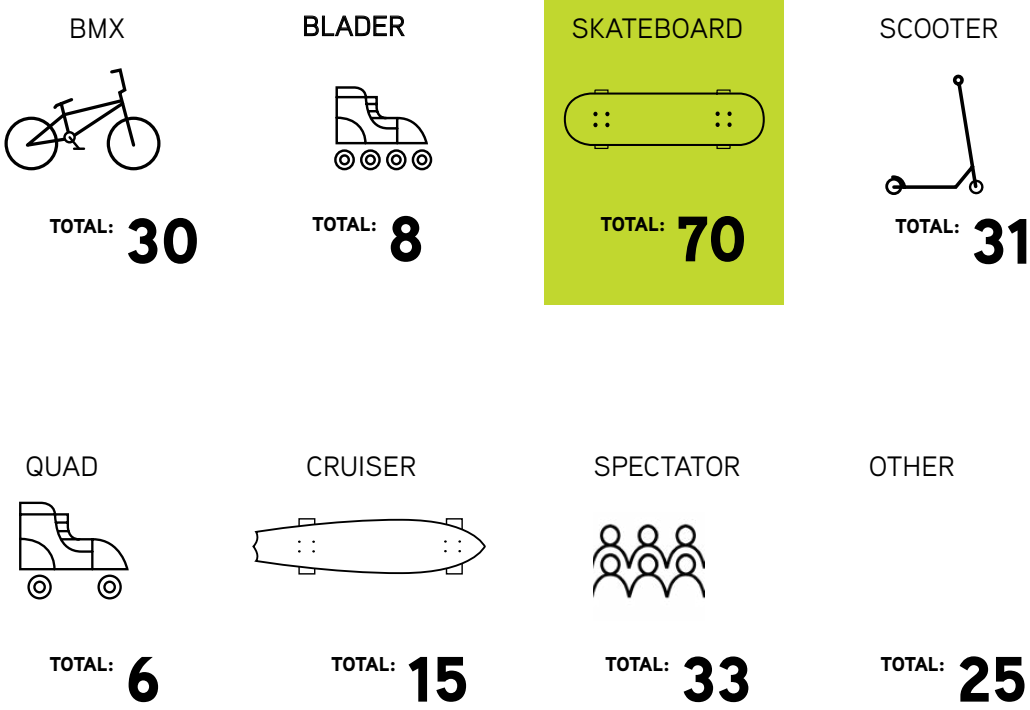 BMX
BLADER
SKATEBOARD
SCOOTER
TOTAL: 30
TOTAL: 8
TOTAL: 70
TOTAL: 31
QUAD
CRUISER
SPECTATOR
OTHER
TOTAL: 6
TOTAL: 15
TOTAL: 33
TOTAL: 25